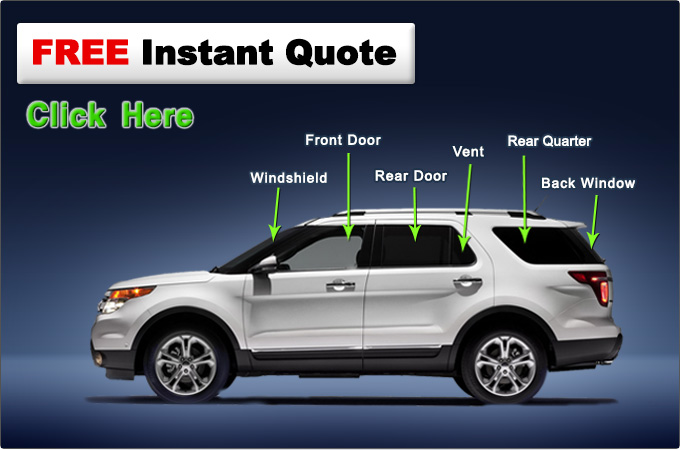 FREE Instant Quote
Click Here
Front Door
Vent
Rear Quarter
Windshield
Rear Door
Back Window